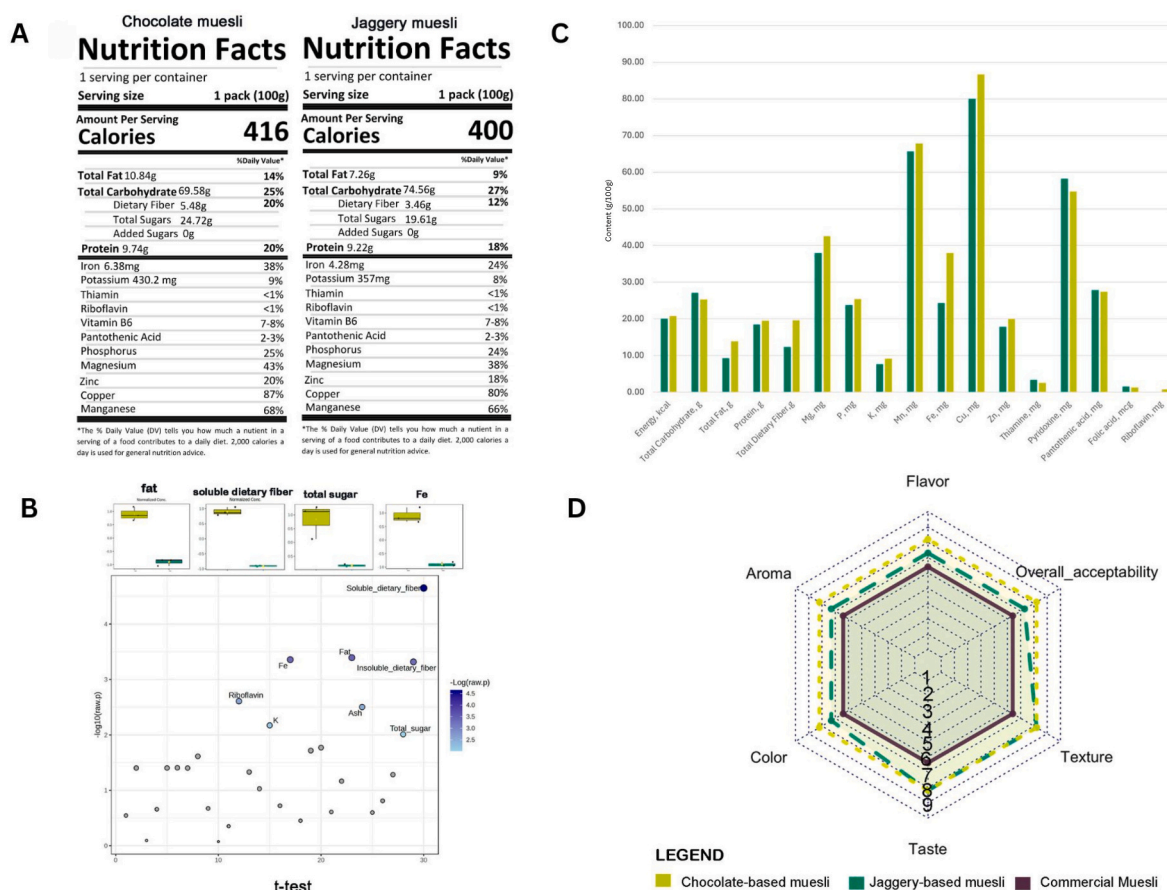 A
Chocolate muesli
Nutrition Facts
1 serving per container
Serving size 1 pack (100g)
Amount Per Serving
Calories 416
%Daily Value*
Total Fat 10.84g 14%
Total Carbohydrate 69.58g 25%
Dietary Fiber 5.48g 20%
Total Sugars 24.72g
Added Sugars 0g
Protein 9.74g 20%
Iron 6.38mg 38%
Potassium 430.2 mg 9%
Thiamin <1%
Riboflavin <1%
Vitamin B6 7-8%
Pantothenic Acid 2-3%
Phosphorus 25%
Magnesium 43%
Zinc 20%
Copper 87%
Manganese 68%
*The % Daily Value (DV) tells you how much a nutrient in a
serving of a food contributes to a daily diet. 2,000 calories
a day is used for general nutrition advice.
Jaggery muesli
Nutrition Facts
1 serving per container
Serving size 1 pack (100g)
Amount Per Serving
Calories 400
%Daily Value*
Total Fat 7.26g 9%
Total Carbohydrate 74.56g 27%
Dietary Fiber 3.46g 12%
Total Sugars 19.61g
Added Sugars 0g
Protein 9.22g 18%
Iron 4.28mg 24%
Potassium 357mg 8%
Thiamin <1%
Riboflavin <1%
Vitamin B6 7-8%
Pantothenic Acid 2-3%
Phosphorus 24%
Magnesium 38%
Zinc 18%
Copper 80%
Manganese 66%
*The % Daily Value (DV) tells you how much a nutrient in a
serving of a food contributes to a daily diet. 2,000 calories a
day is used for general nutrition advice.
C
100.00
90.00
80.00
70.00
60.00
50.00
40.00
30.00
20.00
10.00
0.00
Content (g/100g)
Energy, kcal
Total Carbohydrate, g
Total Fat, g
Protein, g
Total Dietary Fiber,g
Mg, mg
P, mg
K, mg
Mn, mg
Fe, mg
Cu, mg
Zn, mg
Thiamine, mg
Pyridoxine, mg
Pantothenic acid, mg
Folic acid, mcg
Riboflavin, mg
B
fat
soluble dietary fiber
total sugar
Fe
Normalized Conc.
Normalized Conc.
Soluble_dietary_fiber
Fat
Fe
Insoluble_dietary_fiber
Riboflavin
Ash
K
Total_sugar
-log10(raw.p)
4
3
2
1
0
0
10
20
30
t-test
-Log(raw.p)
4.5
4.0
3.5
3.0
2.5
D
Flavor
Aroma
Overall_acceptability
Color
Texture
Taste
1
2
3
4
5
6
7
8
9
LEGEND
Chocolate-based muesli
Jaggery-based muesli
Commercial Muesli